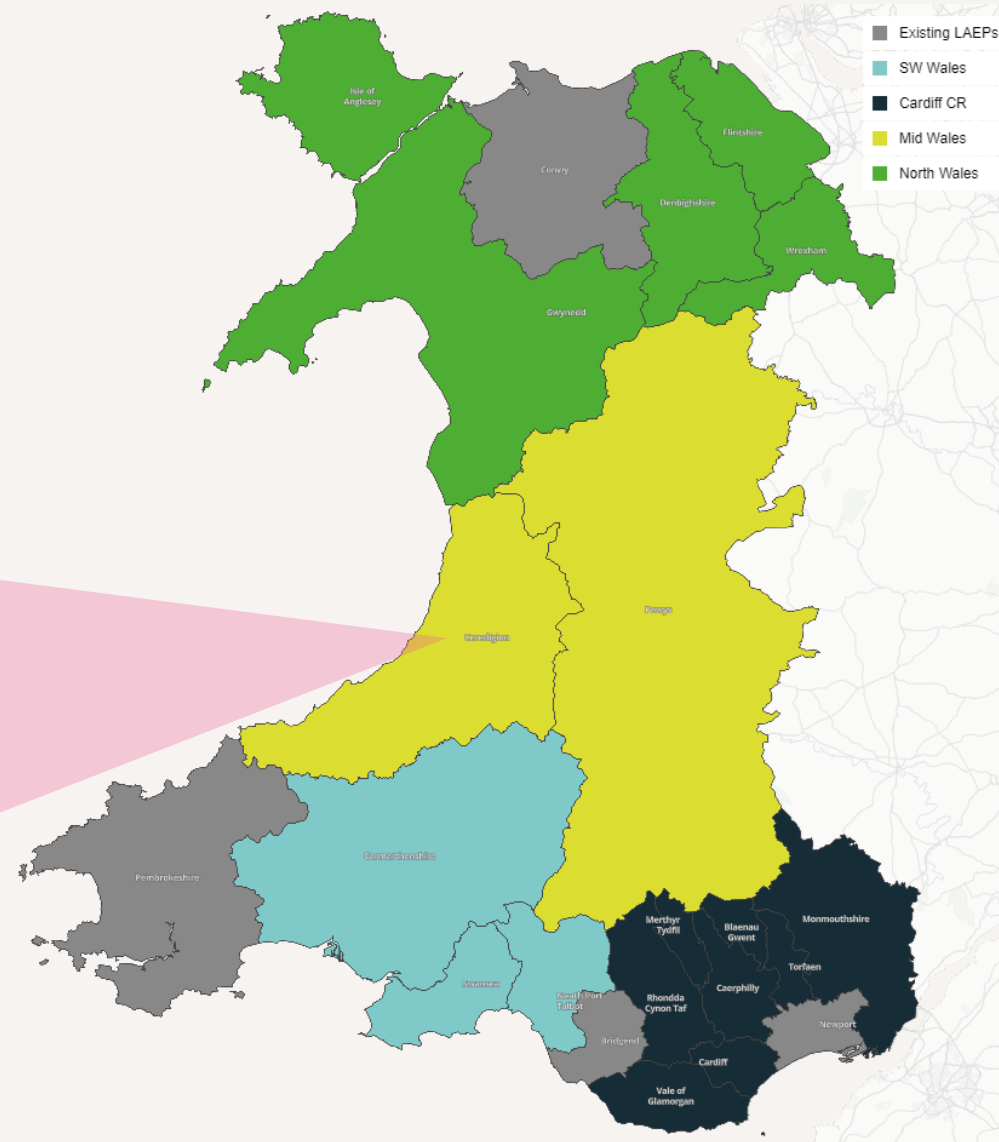 Existing LAEPs
SW Wales
Cardiff CR
Mid Wales
North Wales
Isle of
Anglesey
Conwy
Flintshire
Denbighshire
Wrexham
Gwynedd
Ceredigion
Powys
Carmarthenshire
Pembrokeshire
Swansea
Neath Port
Talbot
Bridgend
Merthyr
Tydfil
Blaenau
Gwent
Monmouthshire
Torfaen
Caerphilly
Rhondda
Cynon Taf
Newport
Cardiff
Vale of
Glamorgan